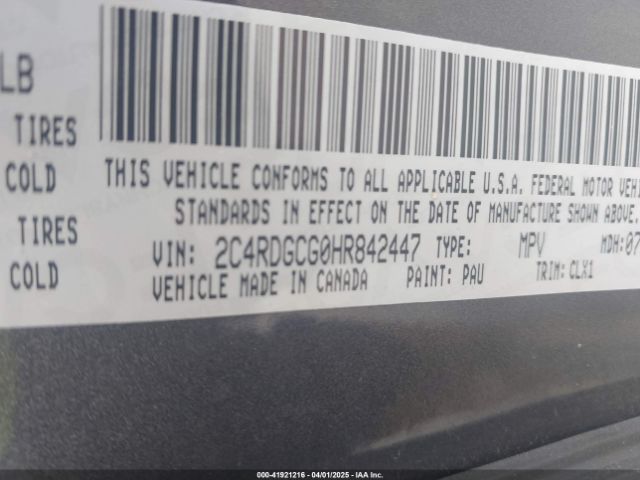 LB
TIRES
COLD
TIRES
COLD
THIS VEHICLE CONFORMS TO ALL APPLICABLE U.S.A. FEDERAL MOTOR VEHI
STANDARDS IN EFFECT ON THE DATE OF MANUFACTURE SHOWN ABOVE.
VIN: 2C4RDGCG0HR842447 TYPE: MPV MDH:07
VEHICLE MADE IN CANADA PAINT: PAU TRIM: CLX1
000-41921216 - 04/01/2025 - IAA Inc.